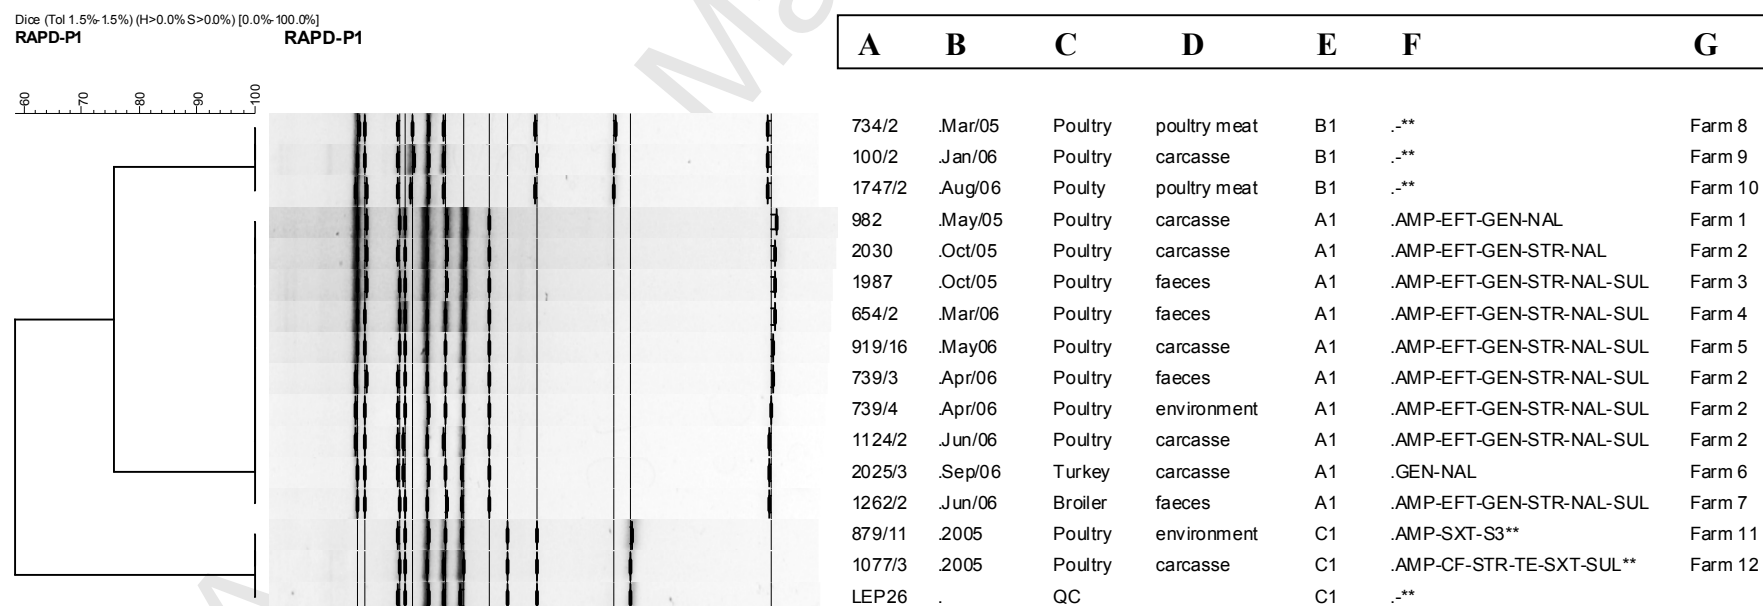 Dice (Tol 1.5%-1.5%) (H>0.0% S>0.0%) [0.0%-100.0%]
RAPD-P1 RAPD-P1
60 70 80 90 100
A B C D E F G
734/2 .Mar/05 Poultry poultry meat B1 .-** Farm 8
100/2 .Jan/06 Poultry carcasse B1 .-** Farm 9
1747/2 .Aug/06 Poulty poultry meat B1 .-** Farm 10
982 .May/05 Poultry carcasse A1 .AMP-EFT-GEN-NAL Farm 1
2030 .Oct/05 Poultry carcasse A1 .AMP-EFT-GEN-STR-NAL Farm 2
1987 .Oct/05 Poultry faeces A1 .AMP-EFT-GEN-STR-NAL-SUL Farm 3
654/2 .Mar/06 Poultry faeces A1 .AMP-EFT-GEN-STR-NAL-SUL Farm 4
919/16 .May06 Poultry carcasse A1 .AMP-EFT-GEN-STR-NAL-SUL Farm 5
739/3 .Apr/06 Poultry faeces A1 .AMP-EFT-GEN-STR-NAL-SUL Farm 2
739/4 .Apr/06 Poultry environment A1 .AMP-EFT-GEN-STR-NAL-SUL Farm 2
1124/2 .Jun/06 Poultry carcasse A1 .AMP-EFT-GEN-STR-NAL-SUL Farm 2
2025/3 .Sep/06 Turkey carcasse A1 .GEN-NAL Farm 6
1262/2 .Jun/06 Broiler faeces A1 .AMP-EFT-GEN-STR-NAL-SUL Farm 7
879/11 .2005 Poultry environment C1 .AMP-SXT-S3** Farm 11
1077/3 .2005 Poultry carcasse C1 .AMP-CF-STR-TE-SXT-SUL** Farm 12
LEP26 . QC C1 .-**